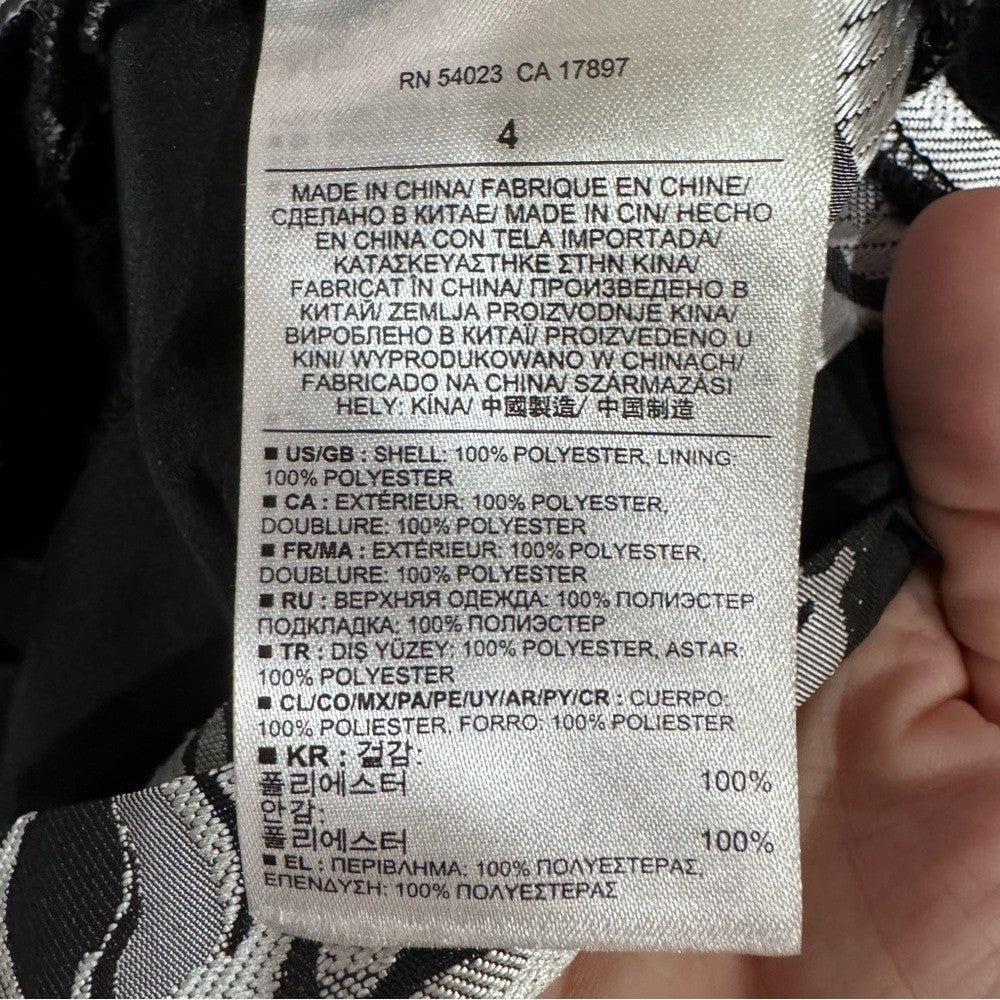 RN 54023 CA 17897
4
MADE IN CHINA/ FABRIQUE EN CHINE/
СДЕЛАНО В КИТАЕ/ MADE IN CIN/ HECHO
EN CHINA CON TELA IMPORTADA/
ΚΑΤΑΣΚΕΥΑΣΤΗΚΕ ΣΤΗΝ ΚΙΝΑ/
FABRICAT ÎN CHINA/ ПРОИЗВЕДЕНО В
КИТАЙ/ ZEMLJA PROIZVODNJE KINA/
ВИРОБЛЕНО В КИТАЇ/ PROIZVEDENO U
KINI/ WYPRODUKOWANO W CHINACH/
FABRICADO NA CHINA/ SZÁRMAZÁSI
HELY: KÍNA/ 中國製造/ 中国制造
■ US/GB : SHELL: 100% POLYESTER, LINING:
100% POLYESTER
■ CA : EXTÉRIEUR: 100% POLYESTER,
DOUBLURE: 100% POLYESTER
■ FR/MA : EXTÉRIEUR: 100% POLYESTER,
DOUBLURE: 100% POLYESTER
■ RU : ВЕРХНЯЯ ОДЕЖДА: 100% ПОЛИЭСТЕР,
ПОДКЛАДКА: 100% ПОЛИЭСТЕР
■ TR : DIŞ YÜZEY: 100% POLYESTER, ASTAR:
100% POLYESTER
■ CL/CO/MX/PA/PE/UY/AR/PY/CR : CUERPO:
100% POLIESTER, FORRO: 100% POLIESTER
■ KR : 겉감:
폴리에스터 100%
안감:
폴리에스터 100%
■ EL : ΠΕΡΙΒΛΗΜΑ: 100% ΠΟΛΥΕΣΤΕΡΑΣ,
ΕΠΕΝΔΥΣΗ: 100% ΠΟΛΥΕΣΤΕΡΑΣ